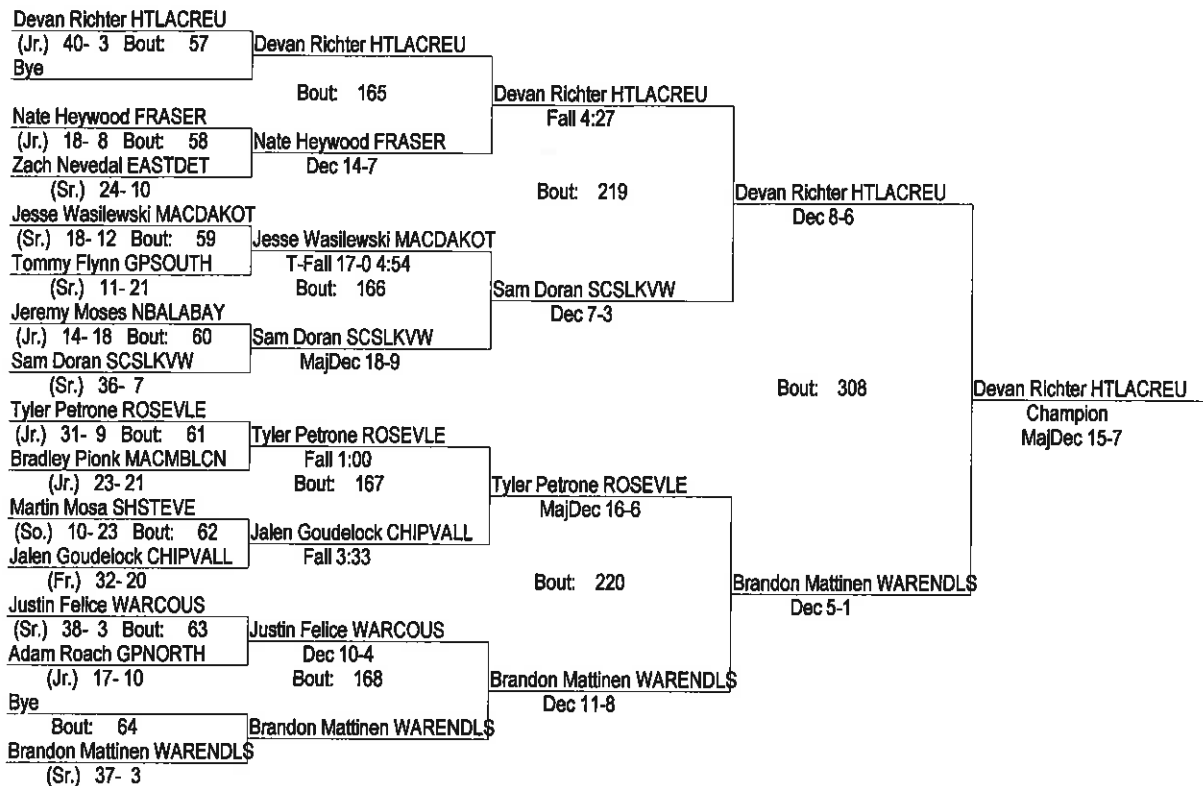 Devan Richter HTLACREU
(Jr.) 40- 3 Bout: 57
Bye
Nate Heywood FRASER
(Jr.) 18- 8 Bout: 58
Zach Nevedal EASTDET
(Sr.) 24- 10
Jesse Wasilewski MACDAKOT
(Sr.) 18- 12 Bout: 59
Tommy Flynn GPSOUTH
(Sr.) 11- 21
Jeremy Moses NBALABAY
(Jr.) 14- 18 Bout: 60
Sam Doran SCSLKVW
(Sr.) 36- 7
Tyler Petrone ROSEVLE
(Jr.) 31- 9 Bout: 61
Bradley Pionk MACMBLCN
(Jr.) 23- 21
Martin Mosa SHSTEVE
(So.) 10- 23 Bout: 62
Jalen Goudelock CHIPVALL
(Fr.) 32- 20
Justin Felice WARCOUS
(Sr.) 38- 3 Bout: 63
Adam Roach GPNORTH
(Jr.) 17- 10
Bye
Bout: 64
Brandon Mattinen WARENDLS
(Sr.) 37- 3
Devan Richter HTLACREU
Bout: 165
Nate Heywood FRASER
Dec 14-7
Jesse Wasilewski MACDAKOT
T-Fall 17-0 4:54
Bout: 166
Sam Doran SCSLKVW
MajDec 18-9
Tyler Petrone ROSEVLE
Fall 1:00
Bout: 167
Jalen Goudelock CHIPVALL
Fall 3:33
Justin Felice WARCOUS
Dec 10-4
Bout: 168
Brandon Mattinen WARENDLS
Devan Richter HTLACREU
Fall 4:27
Bout: 219
Sam Doran SCSLKVW
Dec 7-3
Tyler Petrone ROSEVLE
MajDec 16-6
Bout: 220
Brandon Mattinen WARENDLS
Dec 11-8
Devan Richter HTLACREU
Dec 8-6
Bout: 308
Brandon Mattinen WARENDLS
Dec 5-1
Devan Richter HTLACREU
Champion
MajDec 15-7